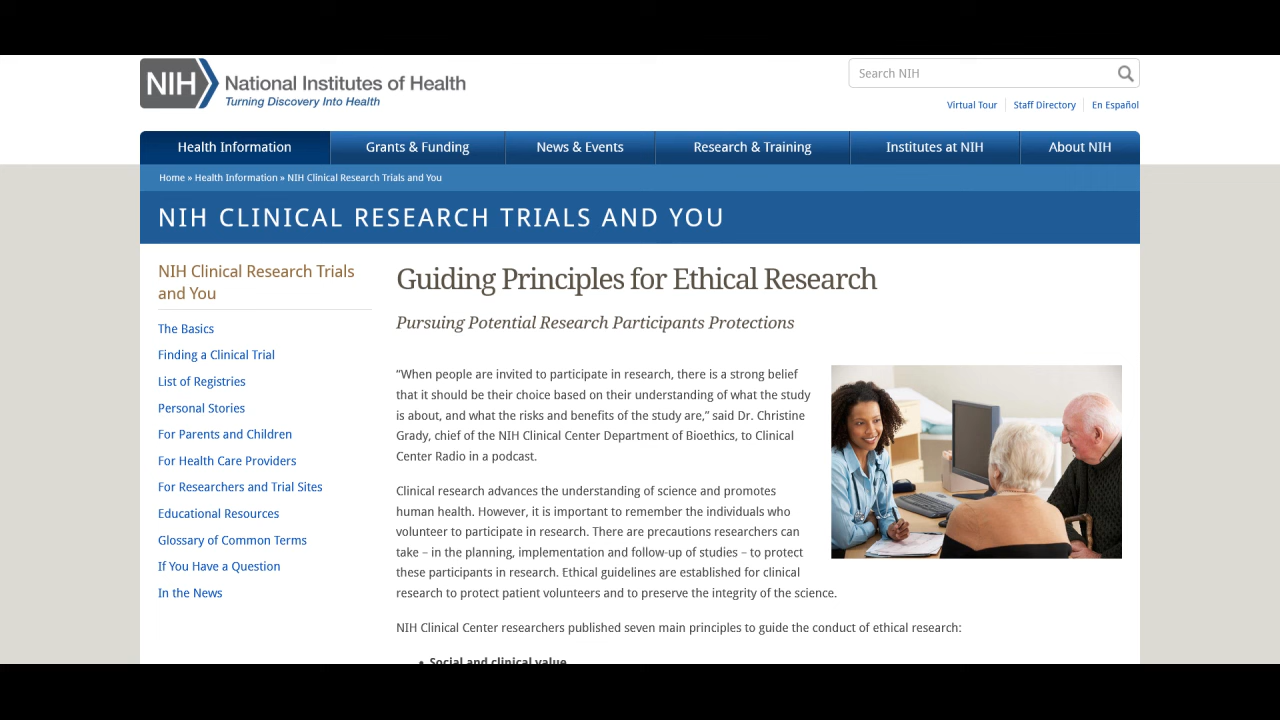 NIH National Institutes of Health
Turning Discovery Into Health
Search NIH
Virtual Tour Staff Directory En Español
Health Information Grants & Funding News & Events Research & Training Institutes at NIH About NIH
Home » Health Information » NIH Clinical Research Trials and You
NIH CLINICAL RESEARCH TRIALS AND YOU
NIH Clinical Research Trials
and You
The Basics
Finding a Clinical Trial
List of Registries
Personal Stories
For Parents and Children
For Health Care Providers
For Researchers and Trial Sites
Educational Resources
Glossary of Common Terms
If You Have a Question
In the News
Guiding Principles for Ethical Research
Pursuing Potential Research Participants Protections
“When people are invited to participate in research, there is a strong belief
that it should be their choice based on their understanding of what the study
is about, and what the risks and benefits of the study are,” said Dr. Christine
Grady, chief of the NIH Clinical Center Department of Bioethics, to Clinical
Center Radio in a podcast.
Clinical research advances the understanding of science and promotes
human health. However, it is important to remember the individuals who
volunteer to participate in research. There are precautions researchers can
take – in the planning, implementation and follow-up of studies – to protect
these participants in research. Ethical guidelines are established for clinical
research to protect patient volunteers and to preserve the integrity of the science.
NIH Clinical Center researchers published seven main principles to guide the conduct of ethical research:
• Social and clinical value